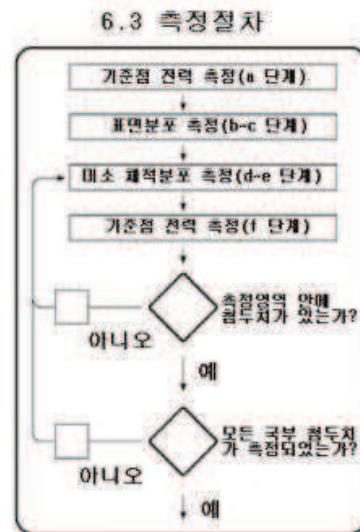 6.3 측정절차
기준점 전력 측정(a 단계)
표면분포 측정(b-c 단계)
미소 체적분포 측정(d-e 단계)
기준점 전력 측정(f 단계)
측정영역 안에
첨두치가 있는가?
아니오
예
모든 국부 첨두치
가 측정되었는가?
아니오
예